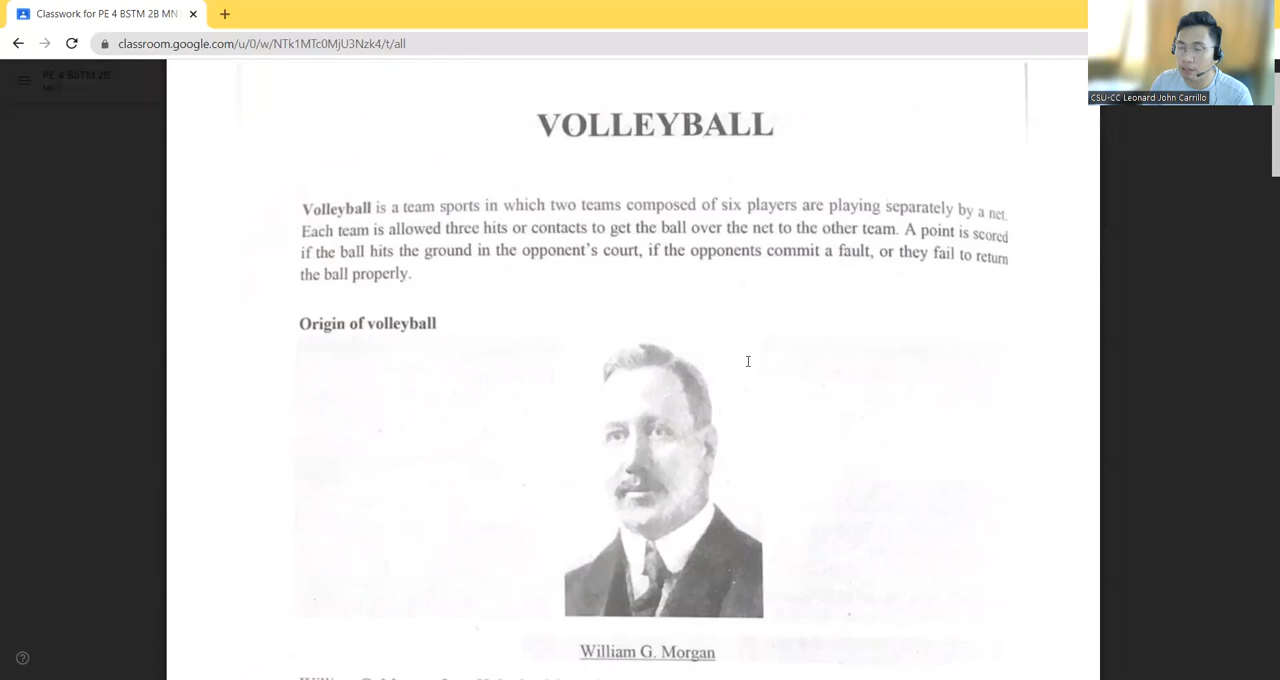 Classwork for PE 4 BSTM 2B MN
classroom.google.com/u/0/w/NTk1MTc0MjU3Nzk4/t/all
CSU-CC Leonard John Carrillo
PE 4 BSTM 2B
VOLLEYBALL
Volleyball is a team sports in which two teams composed of six players are playing separately by a net.
Each team is allowed three hits or contacts to get the ball over the net to the other team. A point is scored
if the ball hits the ground in the opponent's court, if the opponents commit a fault, or they fail to return
the ball properly.
Origin of volleyball
William G. Morgan